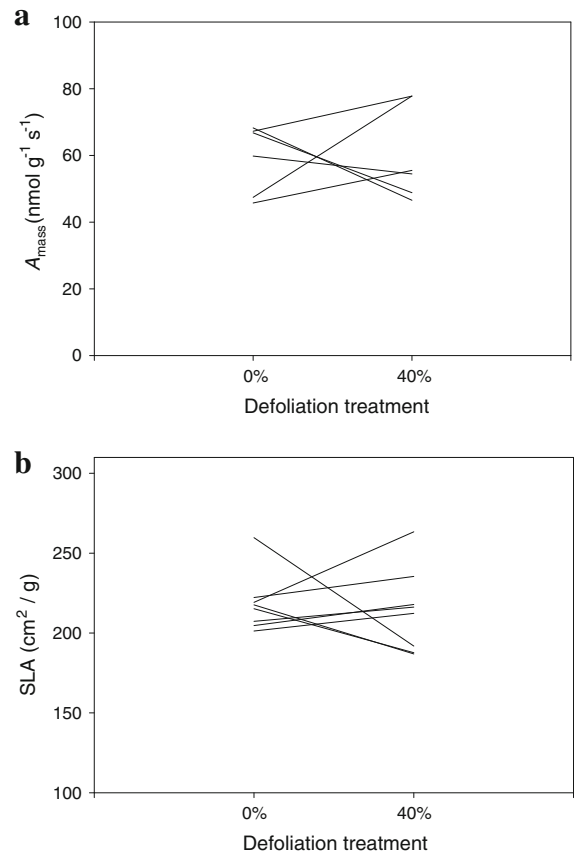 a
100
80
60
40
20
0
A_mass (nmol g⁻¹ s⁻¹)
0% 40%
Defoliation treatment
b
300
250
200
150
100
SLA (cm² / g)
0% 40%
Defoliation treatment